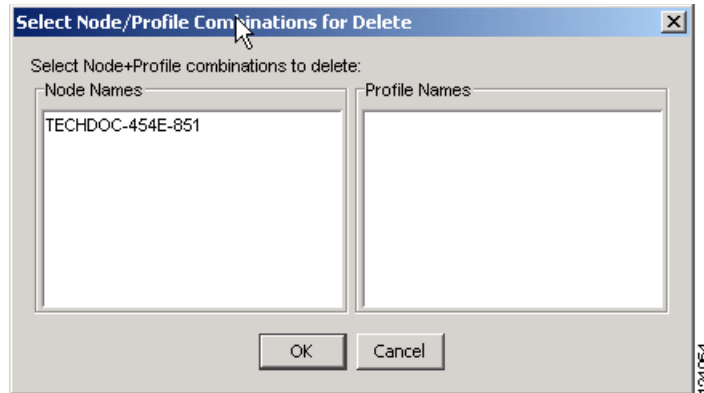 Select Node/Profile Combinations for Delete
Select Node+Profile combinations to delete:
Node Names
Profile Names
TECHDOC-454E-851
OK
Cancel